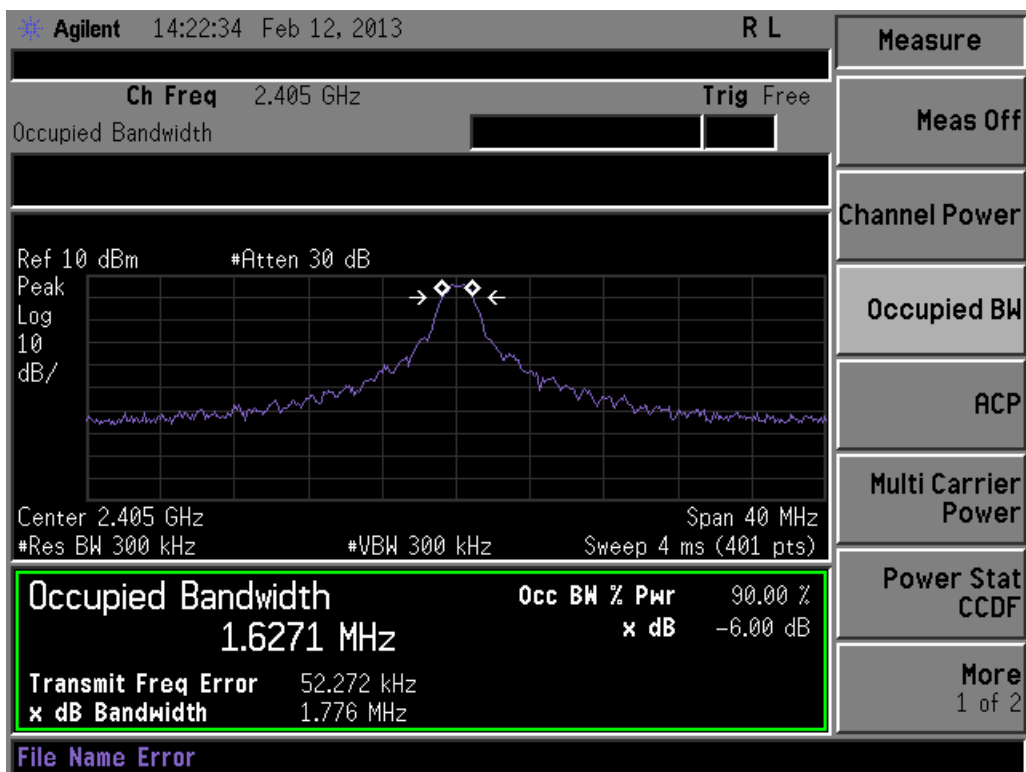 Agilent 14:22:34 Feb 12, 2013 R L
Ch Freq 2.405 GHz Trig Free
Occupied Bandwidth
Ref 10 dBm #Atten 30 dB
Peak
Log
10
dB/
Center 2.405 GHz Span 40 MHz
#Res BW 300 kHz #VBW 300 kHz Sweep 4 ms (401 pts)
Occupied Bandwidth Occ BW % Pwr 90.00 %
1.6271 MHz x dB -6.00 dB
Transmit Freq Error 52.272 kHz
x dB Bandwidth 1.776 MHz
File Name Error
Measure
Meas Off
Channel Power
Occupied BW
ACP
Multi Carrier
Power
Power Stat
CCDF
More
1 of 2